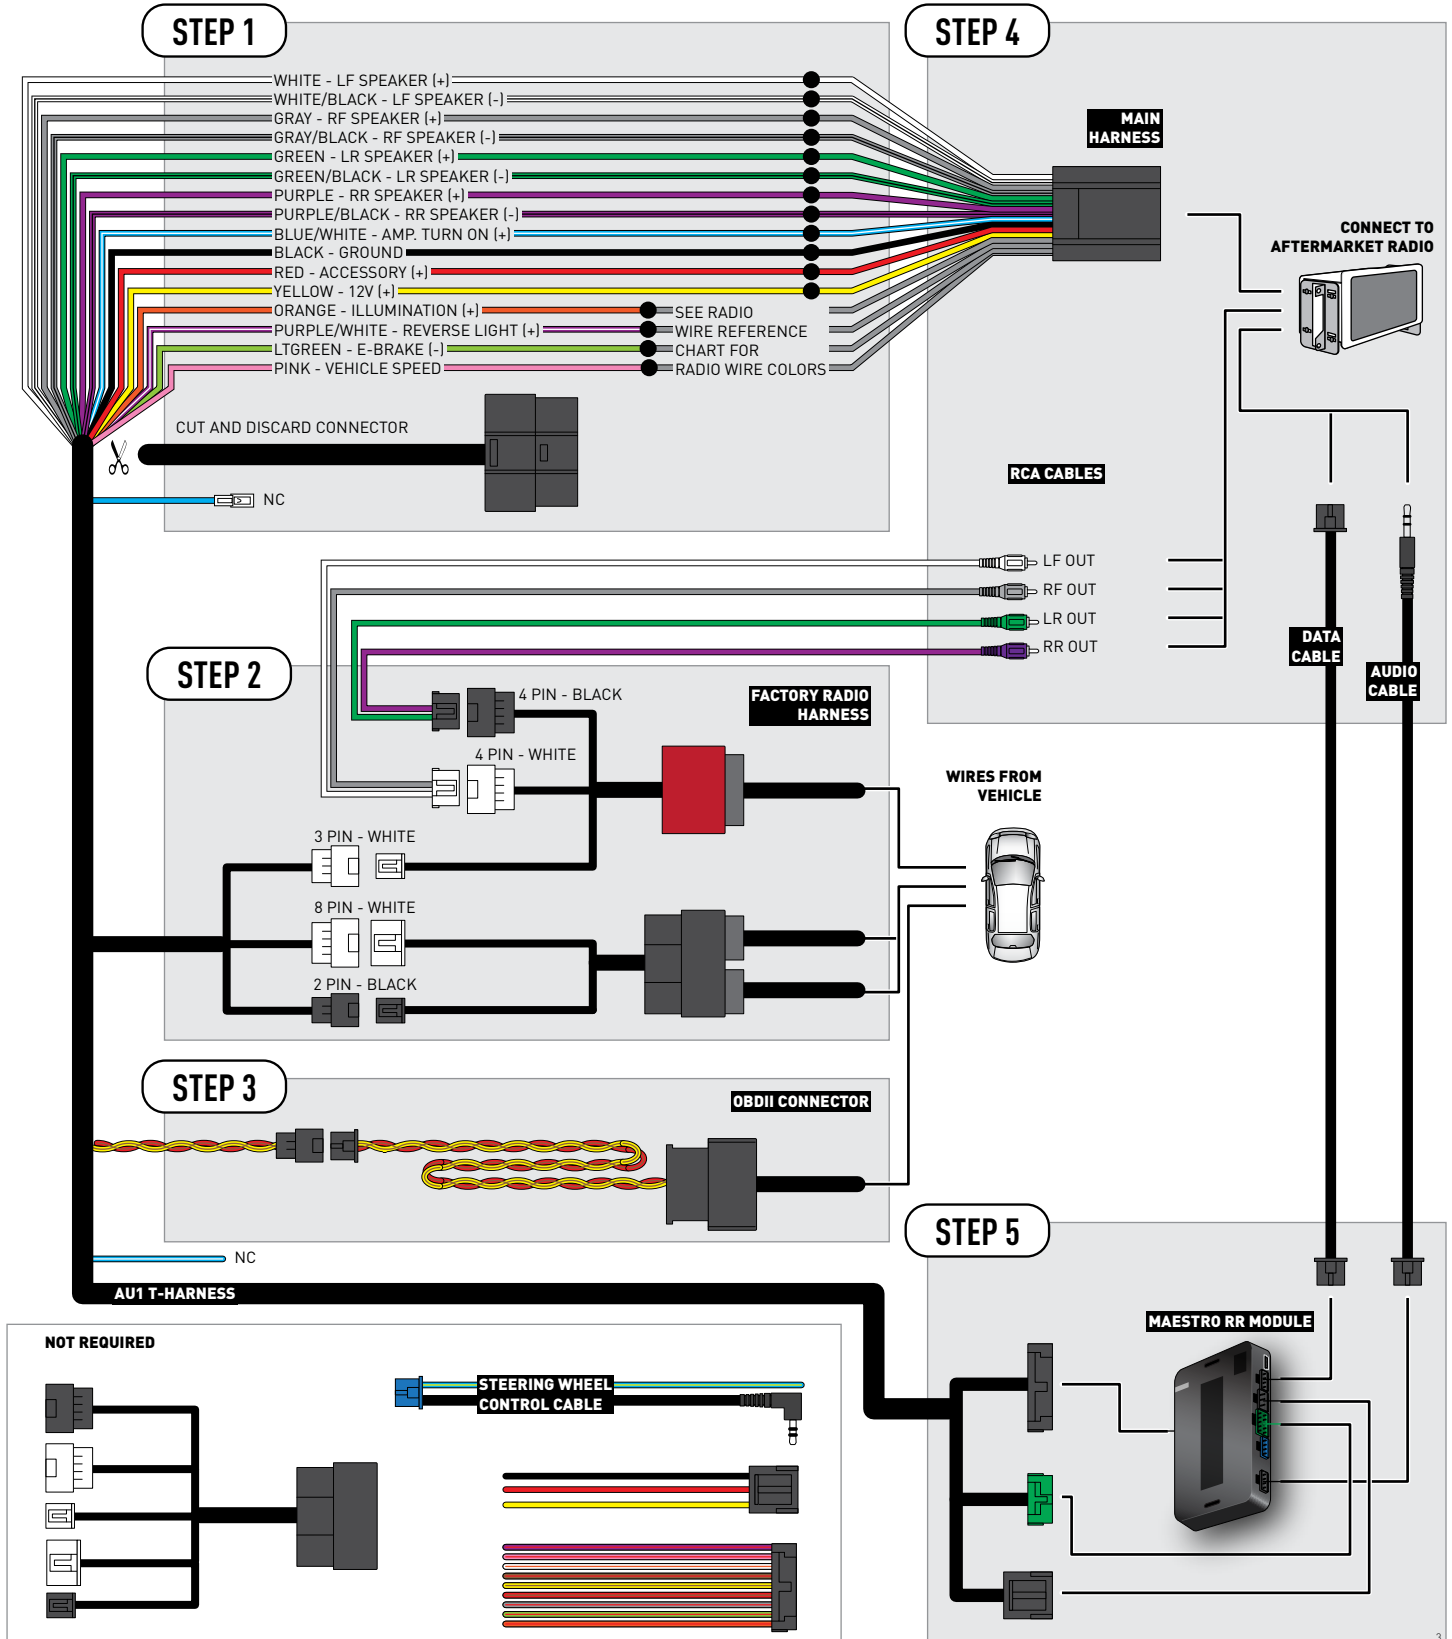 STEP 1
WHITE - LF SPEAKER (+)
WHITE/BLACK - LF SPEAKER (-)
GRAY - RF SPEAKER (+)
GRAY/BLACK - RF SPEAKER (-)
GREEN - LR SPEAKER (+)
GREEN/BLACK - LR SPEAKER (-)
PURPLE - RR SPEAKER (+)
PURPLE/BLACK - RR SPEAKER (-)
BLUE/WHITE - AMP. TURN ON (+)
BLACK - GROUND
RED - ACCESSORY (+)
YELLOW - 12V (+)
ORANGE - ILLUMINATION (+)
PURPLE/WHITE - REVERSE LIGHT (+)
LTGREEN - E-BRAKE (-)
PINK - VEHICLE SPEED
SEE RADIO
WIRE REFERENCE
CHART FOR
RADIO WIRE COLORS
CUT AND DISCARD CONNECTOR
NC
STEP 4
MAIN
HARNESS
CONNECT TO
AFTERMARKET RADIO
RCA CABLES
LF OUT
RF OUT
LR OUT
RR OUT
DATA
CABLE
AUDIO
CABLE
STEP 2
4 PIN - BLACK
FACTORY RADIO
HARNESS
4 PIN - WHITE
3 PIN - WHITE
8 PIN - WHITE
2 PIN - BLACK
WIRES FROM
VEHICLE
STEP 3
OBDII CONNECTOR
NC
AU1 T-HARNESS
STEP 5
MAESTRO RR MODULE
NOT REQUIRED
STEERING WHEEL
CONTROL CABLE
3